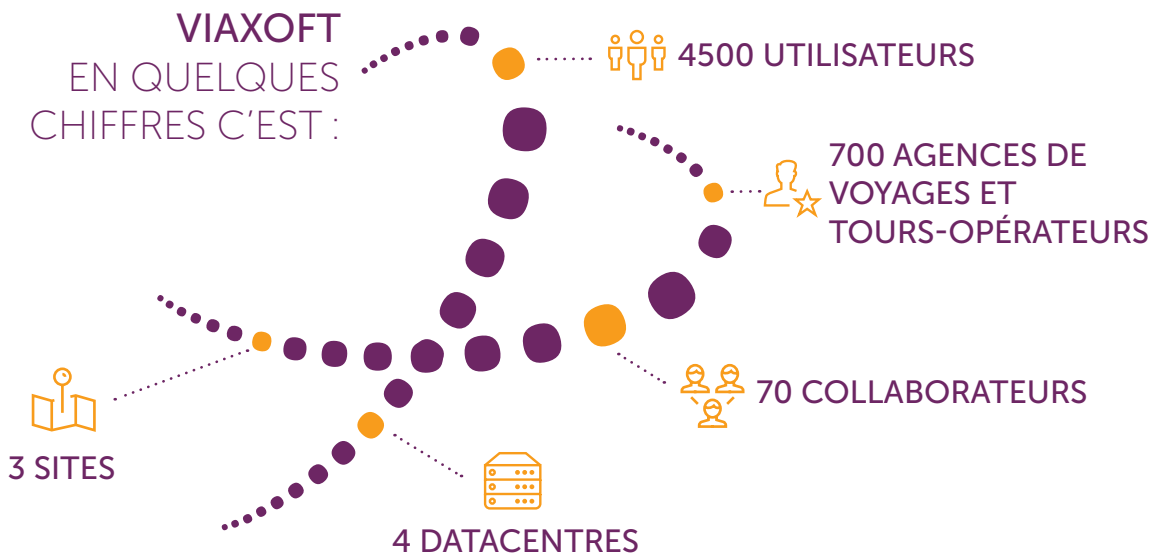 VIAXOFT
EN QUELQUES
CHIFFRES C'EST :
4500 UTILISATEURS
700 AGENCES DE
VOYAGES ET
TOURS-OPÉRATEURS
70 COLLABORATEURS
3 SITES
4 DATACENTRES